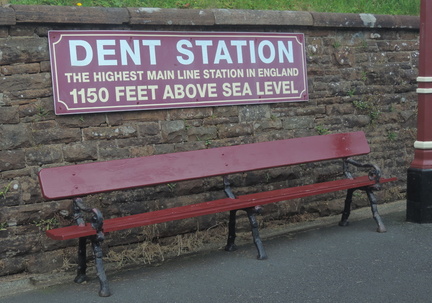 DENT STATION
THE HIGHEST MAIN LINE STATION IN ENGLAND
1150 FEET ABOVE SEA LEVEL